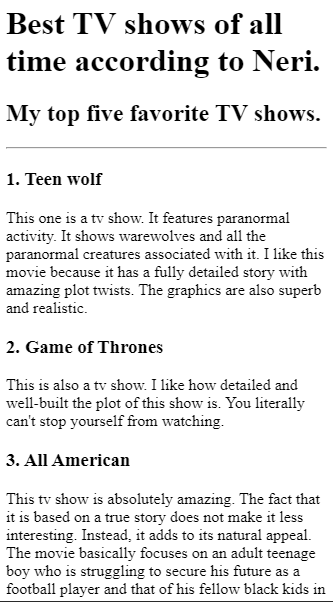 Best TV shows of all
time according to Neri.
My top five favorite TV shows.
1. Teen wolf
This one is a tv show. It features paranormal
activity. It shows warewolves and all the
paranormal creatures associated with it. I like this
movie because it has a fully detailed story with
amazing plot twists. The graphics are also superb
and realistic.
2. Game of Thrones
This is also a tv show. I like how detailed and
well-built the plot of this show is. You literally
can't stop yourself from watching.
3. All American
This tv show is absolutely amazing. The fact that
it is based on a true story does not make it less
interesting. Instead, it adds to its natural appeal.
The movie basically focuses on an adult teenage
boy who is struggling to secure his future as a
football player and that of his fellow black kids in